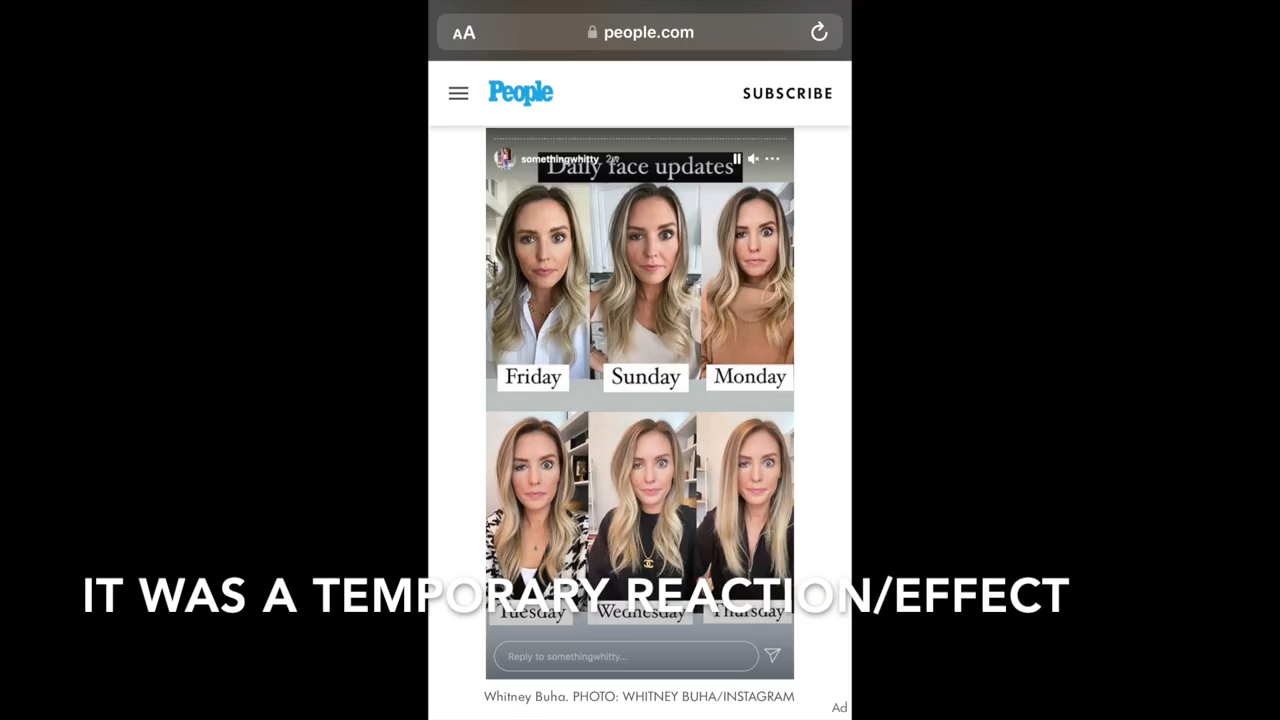 AA people.com
People SUBSCRIBE
somethingwhitty 2m
Daily face updates
Friday Sunday Monday
IT WAS A TEMPORARY REACTION/EFFECT
Tuesday Wednesday Thursday
Reply to somethingwhitty...
Whitney Buha. PHOTO: WHITNEY BUHA/INSTAGRAM
Ad